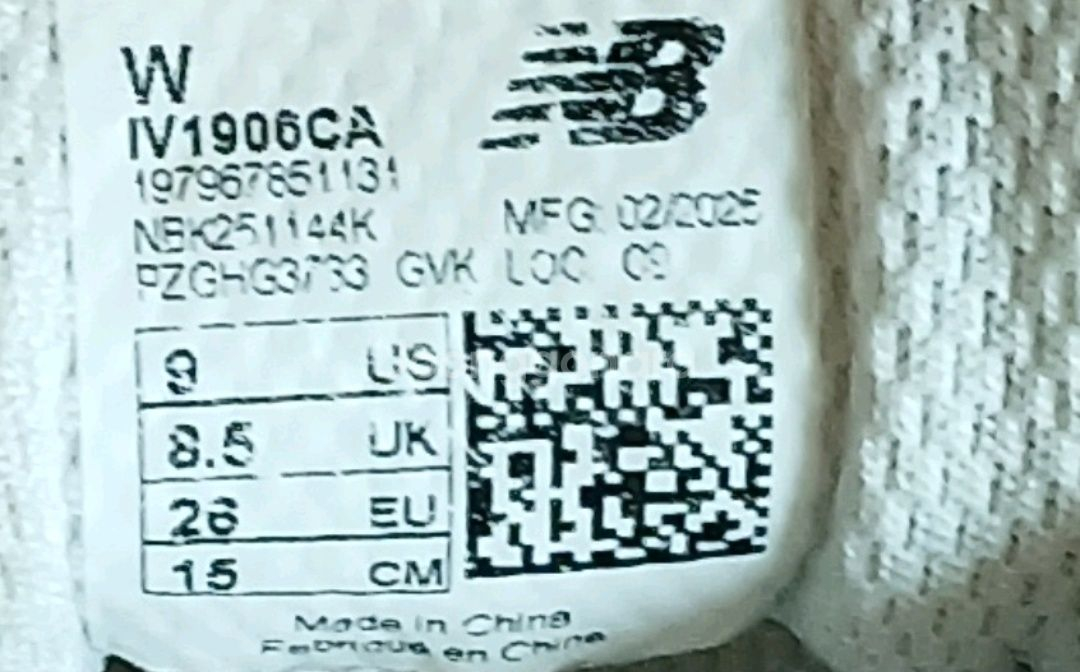 W
IV1906CA
197967851131
NBK251144K
MFG. 02/2025
PZGHG3733 GVK LOC C9
9 US
8.5 UK
26 EU
15 CM
Made in China
Fabriqué en Chine